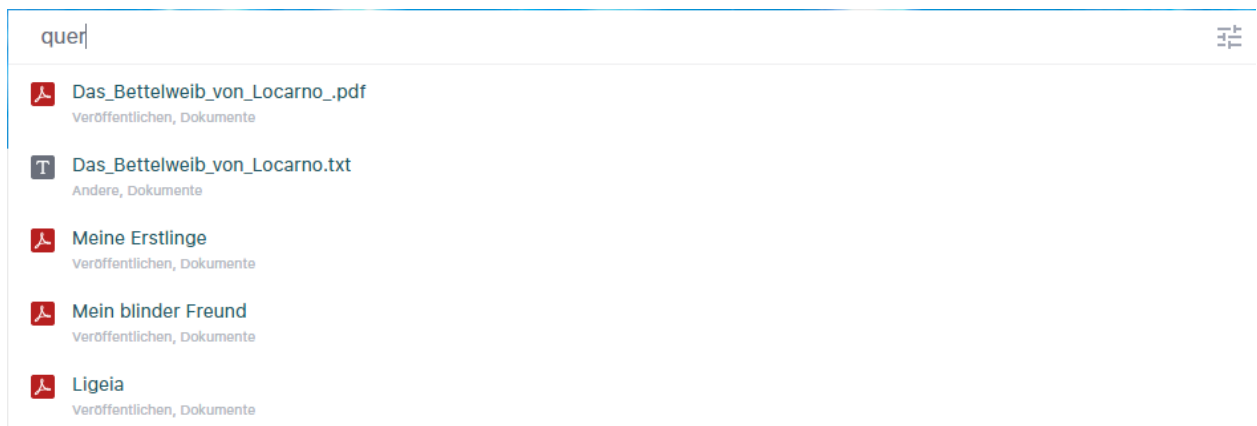 quer
Das_Bettelweib_von_Locarno_.pdf
Veröffentlichen, Dokumente
T
Das_Bettelweib_von_Locarno.txt
Andere, Dokumente
Meine Erstlinge
Veröffentlichen, Dokumente
Mein blinder Freund
Veröffentlichen, Dokumente
Ligeia
Veröffentlichen, Dokumente